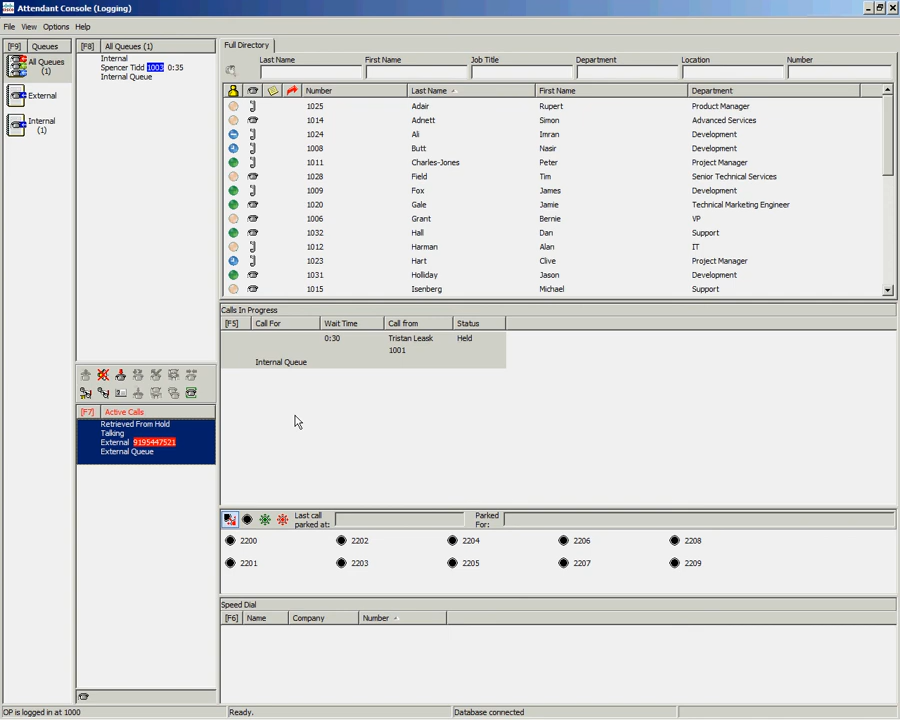 Attendant Console (Logging)
File View Options Help
[F9] Queues
All Queues
(1)
External
Internal
(1)
[F8] All Queues (1)
Internal
Spencer Tidd 1003 0:35
Internal Queue
[F7] Active Calls
Retrieved From Hold
Talking
External 9195447521
External Queue
Full Directory
Last Name First Name Job Title Department Location Number
Number Last Name First Name Department
1025 Adair Rupert Product Manager
1014 Adnett Simon Advanced Services
1024 Ali Imran Development
1008 Butt Nasir Development
1011 Charles-Jones Peter Project Manager
1028 Field Tim Senior Technical Services
1009 Fox James Development
1020 Gale Jamie Technical Marketing Engineer
1006 Grant Bernie VP
1032 Hall Dan Support
1012 Harman Alan IT
1023 Hart Clive Project Manager
1031 Holliday Jason Development
1015 Isenberg Michael Support
Calls In Progress
[F5] Call For Wait Time Call from Status
0:30 Tristan Leask Held
1001
Internal Queue
Last call
parked at:
Parked
For:
2200 2202 2204 2206 2208
2201 2203 2205 2207 2209
Speed Dial
[F6] Name Company Number
OP is logged in at 1000 Ready. Database connected